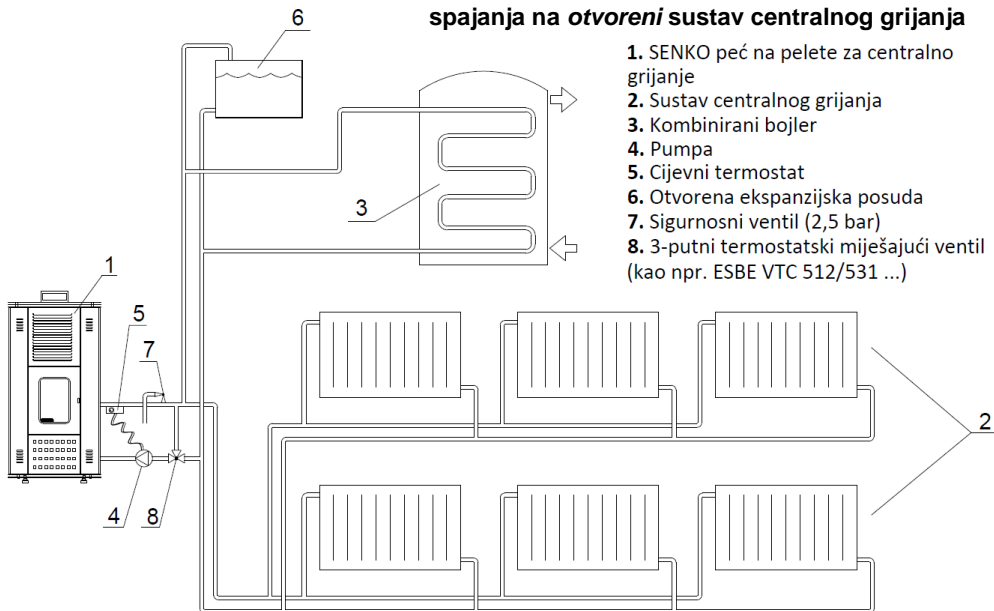 spajanja na otvoreni sustav centralnog grijanja
6
1. SENKO peć na pelete za centralno
grijanje
2. Sustav centralnog grijanja
3. Kombinirani bojler
4. Pumpa
5. Cijevni termostat
6. Otvorena ekspanzijska posuda
7. Sigurnosni ventil (2,5 bar)
8. 3-putni termostatski miješajući ventil
(kao npr. ESBE VTC 512/531 ...)
3
1
5
7
2
4
8